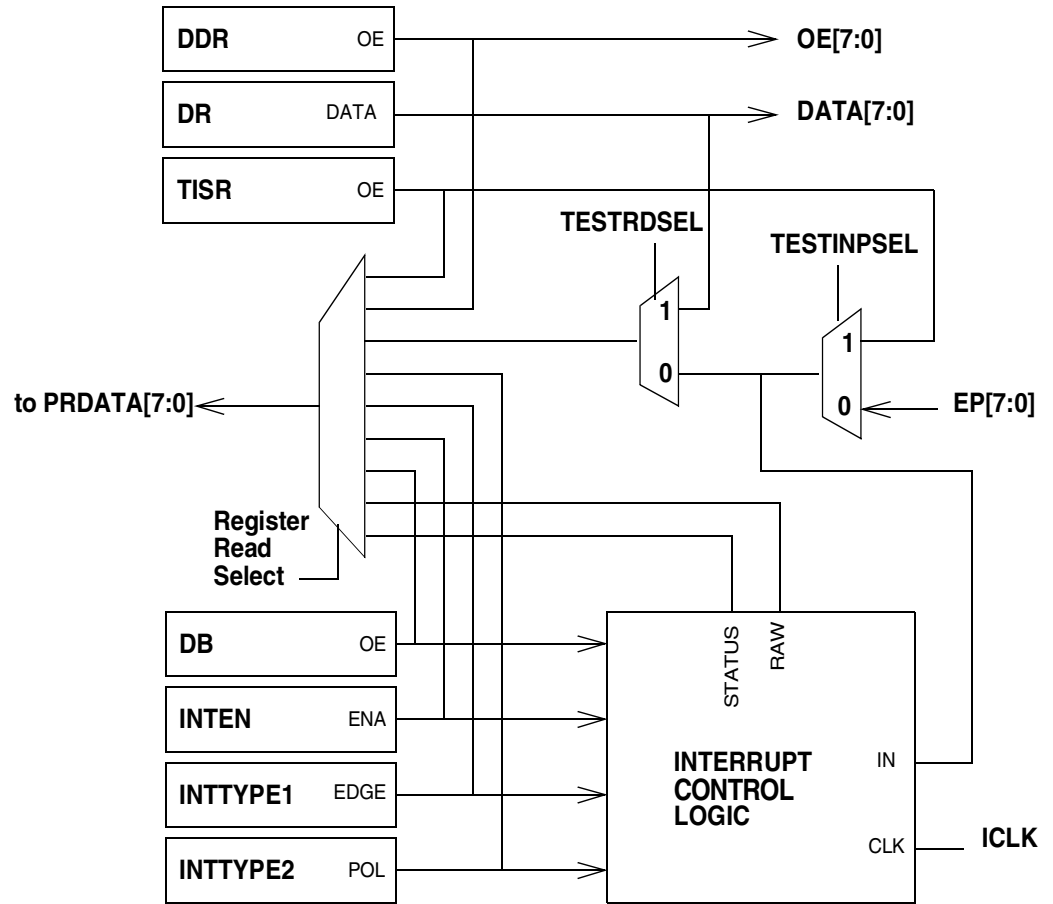 DDR OE
OE[7:0]
DR DATA
DATA[7:0]
TISR OE
TESTRDSEL
TESTINPSEL
1
1
0
0
to PRDATA[7:0]
EP[7:0]
Register
Read
Select
DB OE
STATUS
RAW
INTEN ENA
INTERRUPT
CONTROL
LOGIC
IN
INTTYPE1 EDGE
CLK
ICLK
INTTYPE2 POL